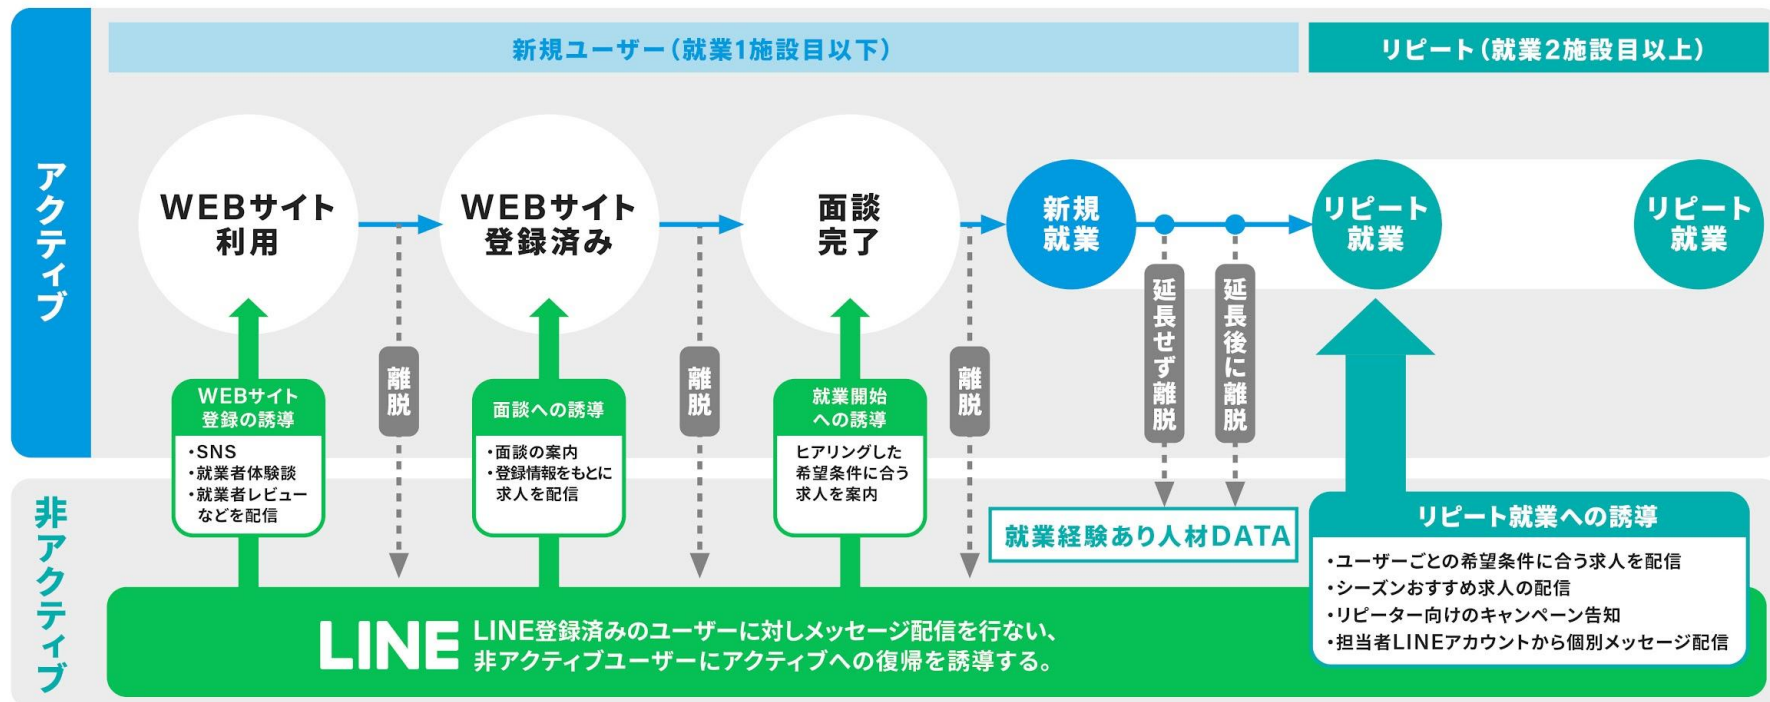 アクティブ
新規ユーザー（就業1施設目以下）
リピート（就業2施設目以上）
WEBサイト
利用
WEBサイト
登録済み
面談
完了
新規
就業
リピート
就業
リピート
就業
離脱
離脱
離脱
延長せず離脱
延長後に離脱
WEBサイト
登録の誘導
・SNS
・就業者体験談
・就業者レビュー
などを配信
面談への誘導
・面談の案内
・登録情報をもとに
求人を配信
就業開始
への誘導
ヒアリングした
希望条件に合う
求人を案内
非アクティブ
就業経験あり人材DATA
リピート就業への誘導
・ユーザーごとの希望条件に合う求人を配信
・シーズンおすすめ求人の配信
・リピーター向けのキャンペーン告知
・担当者LINEアカウントから個別メッセージ配信
LINE
LINE登録済みのユーザーに対しメッセージ配信を行ない、
非アクティブユーザーにアクティブへの復帰を誘導する。